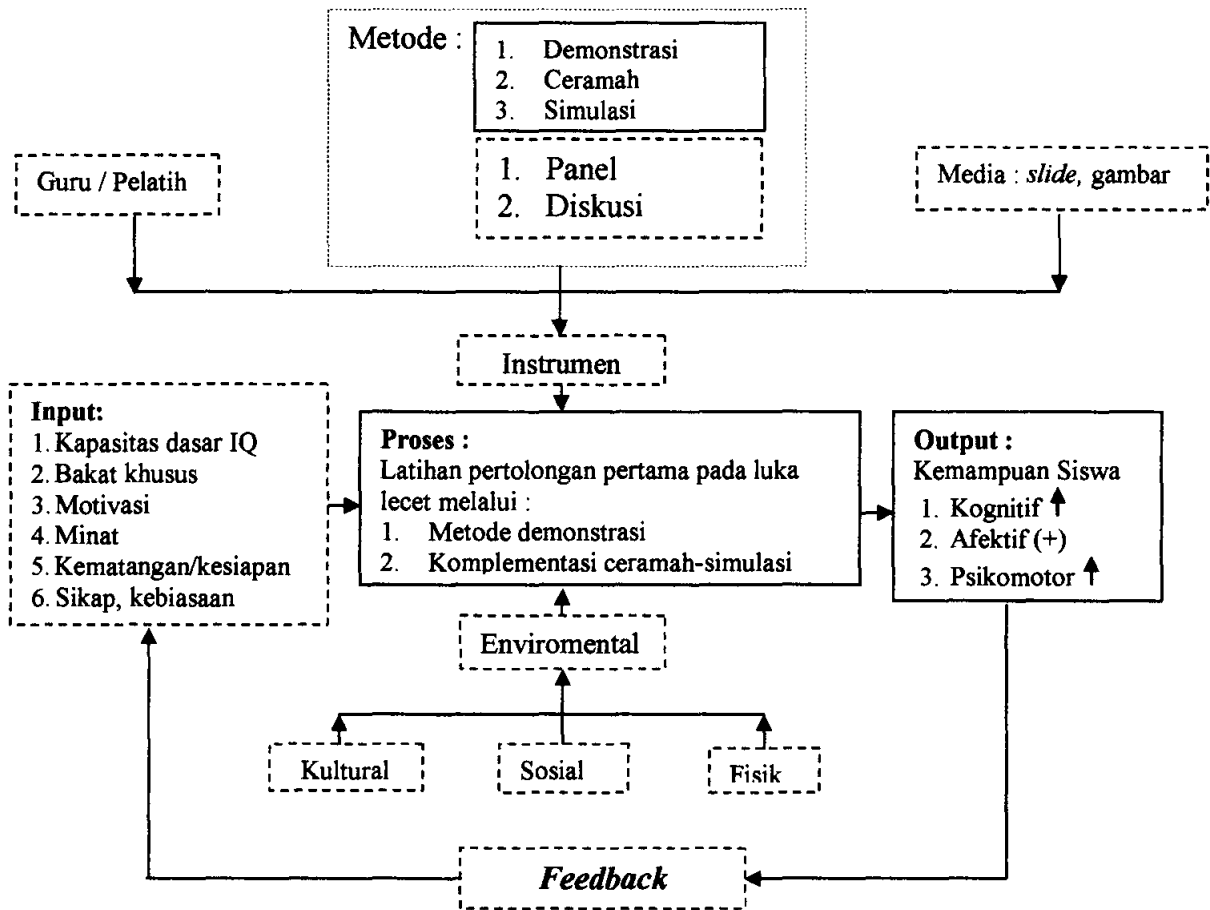 Metode :
1. Demonstrasi
2. Ceramah
3. Simulasi
1. Panel
2. Diskusi
Guru / Pelatih
Media : slide, gambar
Instrumen
Input:
1. Kapasitas dasar IQ
2. Bakat khusus
3. Motivasi
4. Minat
5. Kematangan/kesiapan
6. Sikap, kebiasaan
Proses :
Latihan pertolongan pertama pada luka
lecet melalui :
1. Metode demonstrasi
2. Komplementasi ceramah-simulasi
Output :
Kemampuan Siswa
1. Kognitif ↑
2. Afektif (+)
3. Psikomotor ↑
Enviromental
Kultural
Sosial
Fisik
Feedback